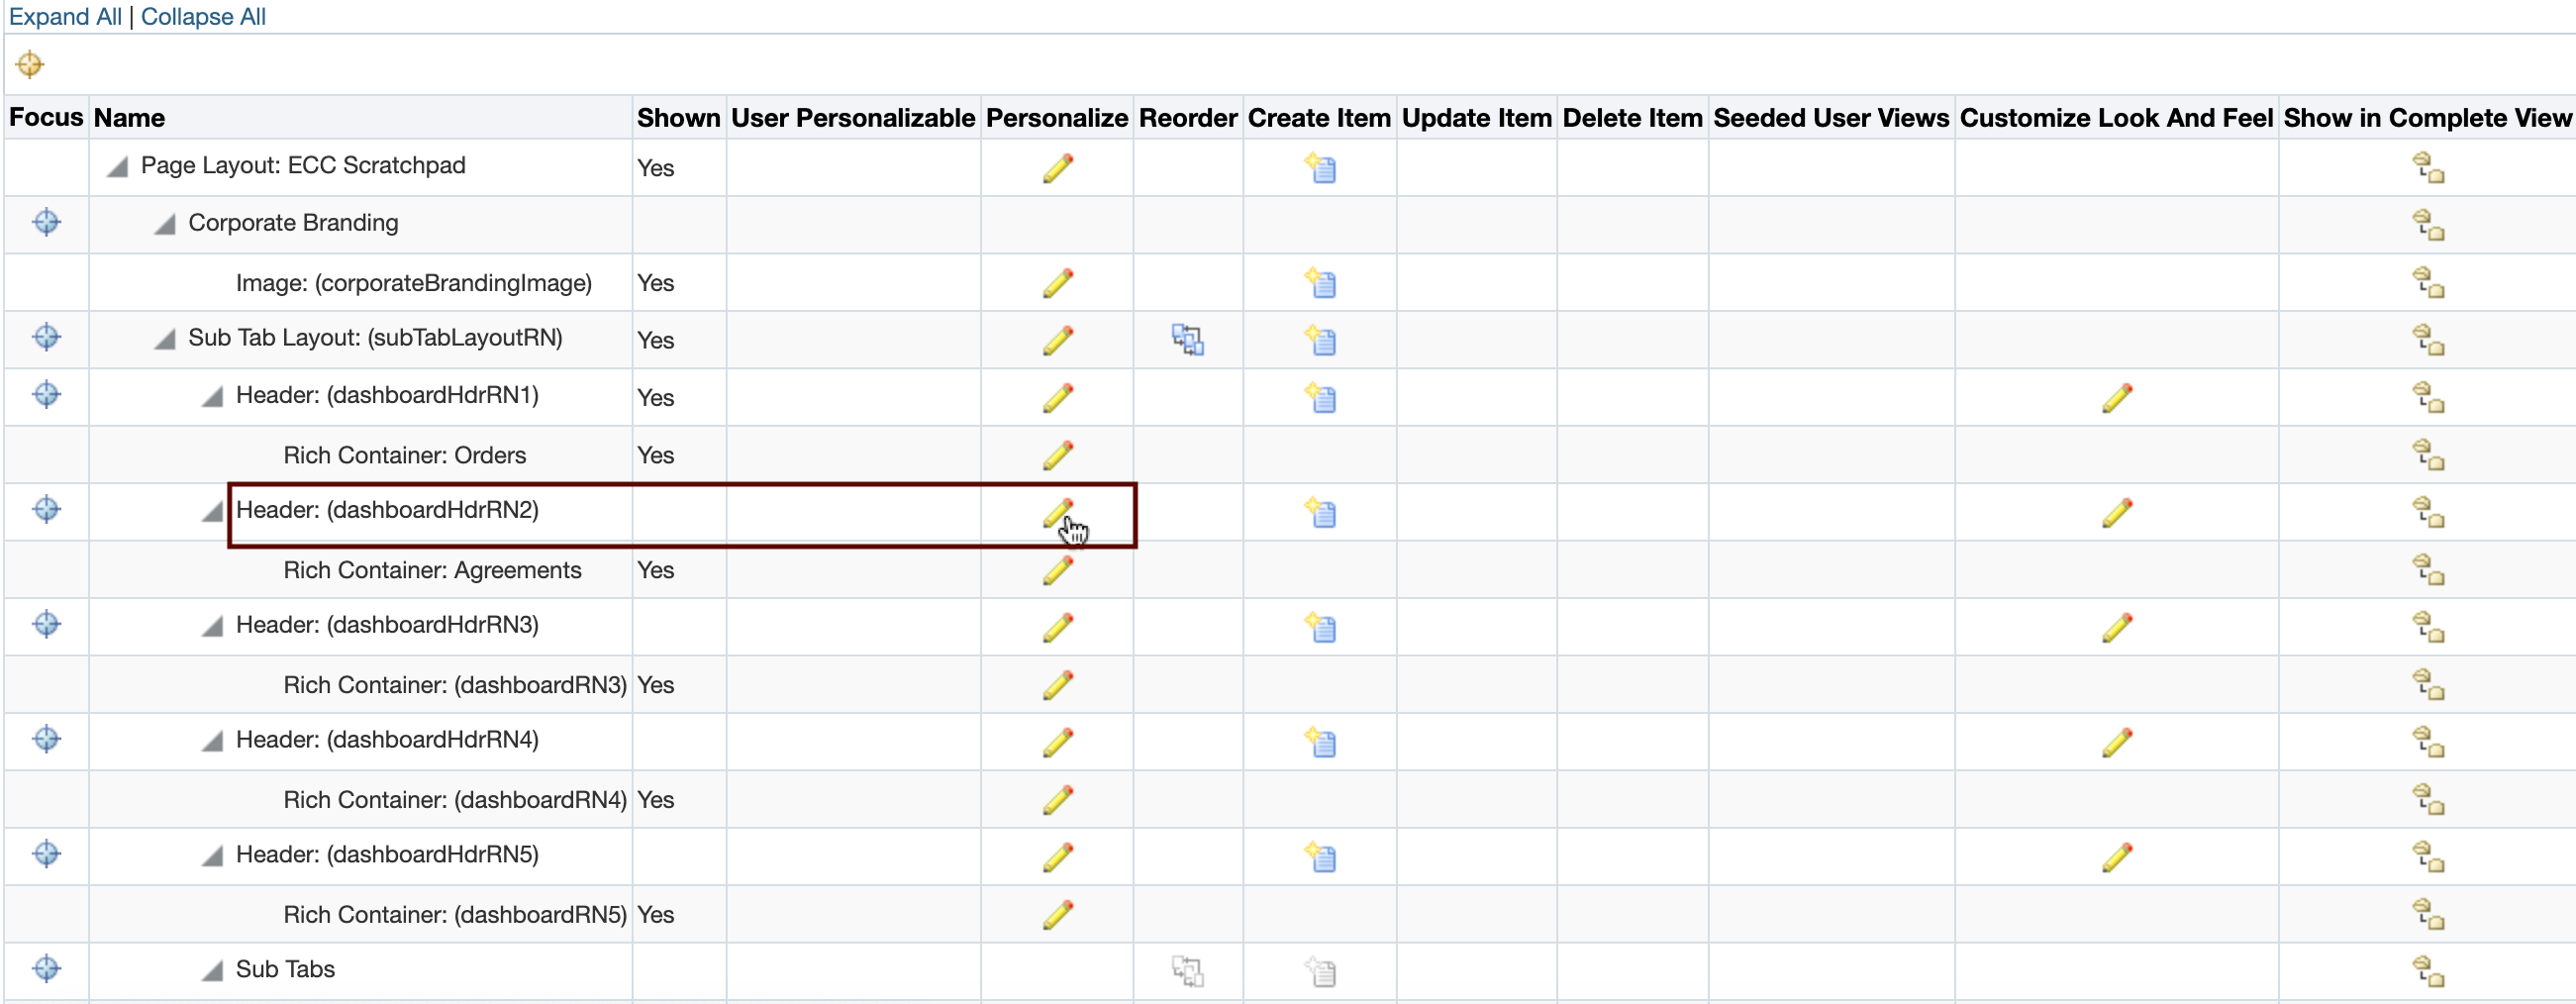 Expand All | Collapse All
Focus Name Shown User Personalizable Personalize Reorder Create Item Update Item Delete Item Seeded User Views Customize Look And Feel Show in Complete View
Page Layout: ECC Scratchpad Yes
Corporate Branding
Image: (corporateBrandingImage) Yes
Sub Tab Layout: (subTabLayoutRN) Yes
Header: (dashboardHdrRN1) Yes
Rich Container: Orders Yes
Header: (dashboardHdrRN2)
Rich Container: Agreements Yes
Header: (dashboardHdrRN3)
Rich Container: (dashboardRN3) Yes
Header: (dashboardHdrRN4)
Rich Container: (dashboardRN4) Yes
Header: (dashboardHdrRN5)
Rich Container: (dashboardRN5) Yes
Sub Tabs